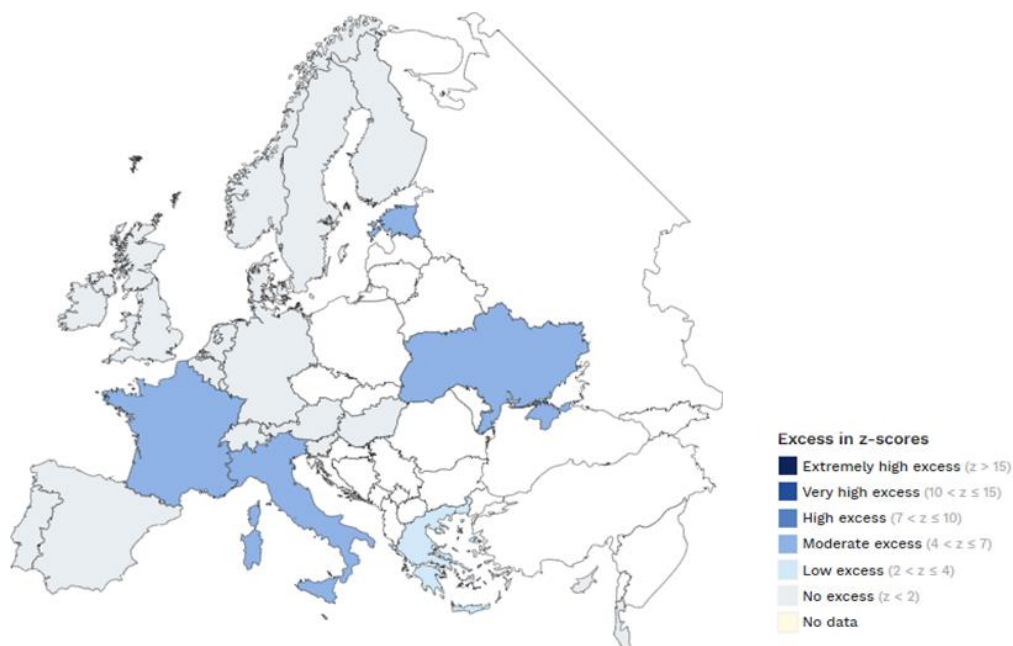 Excess in z-scores
Extremely high excess (z > 15)
Very high excess (10 < z ≤ 15)
High excess (7 < z ≤ 10)
Moderate excess (4 < z ≤ 7)
Low excess (2 < z ≤ 4)
No excess (z < 2)
No data